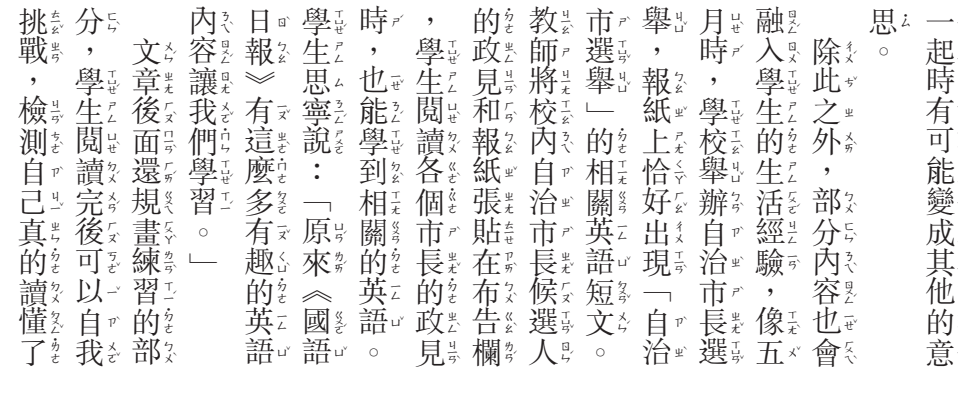 一起時有可能變成其他的意
思。
除此之外，部分內容也會
融入學生的生活經驗，像五
月時，學校舉辦自治市長選
舉，報紙上恰好出現「自治
市選舉」的相關英語短文。
教師將校內自治市長候選人
的政見和報紙張貼在布告欄
，學生閱讀各個市長的政見
時，也能學到相關的英語。
學生思寧說：「原來《國語
日報》有這麼多有趣的英語
內容讓我們學習。」
文章後面還規畫練習的部
分，學生閱讀完後可以自我
挑戰，檢測自己真的讀懂了